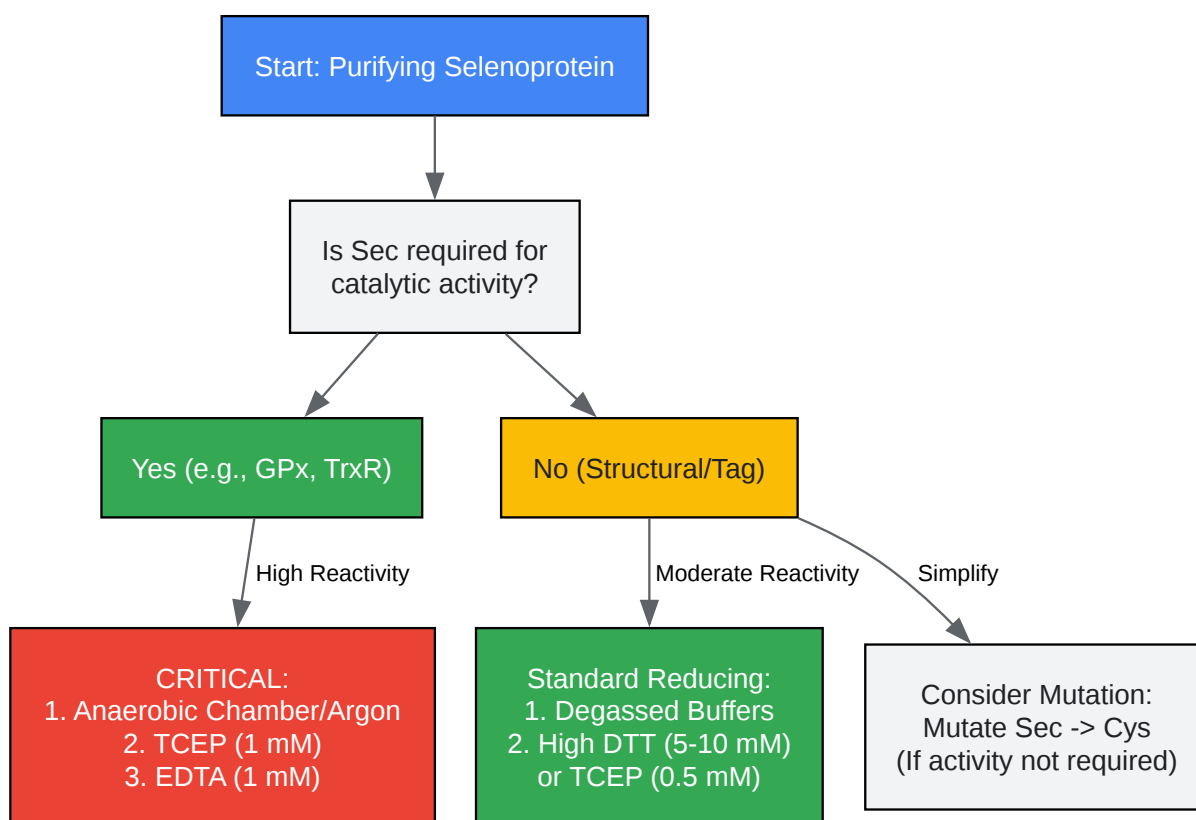 Start: Purifying Selenoprotein
Is Sec required for
catalytic activity?
Yes (e.g., GPx, TrxR)
No (Structural/Tag)
High Reactivity
Moderate Reactivity
Simplify
CRITICAL:
1. Anaerobic Chamber/Argon
2. TCEP (1 mM)
3. EDTA (1 mM)
Standard Reducing:
1. Degassed Buffers
2. High DTT (5-10 mM)
or TCEP (0.5 mM)
Consider Mutation:
Mutate Sec -> Cys
(If activity not required)